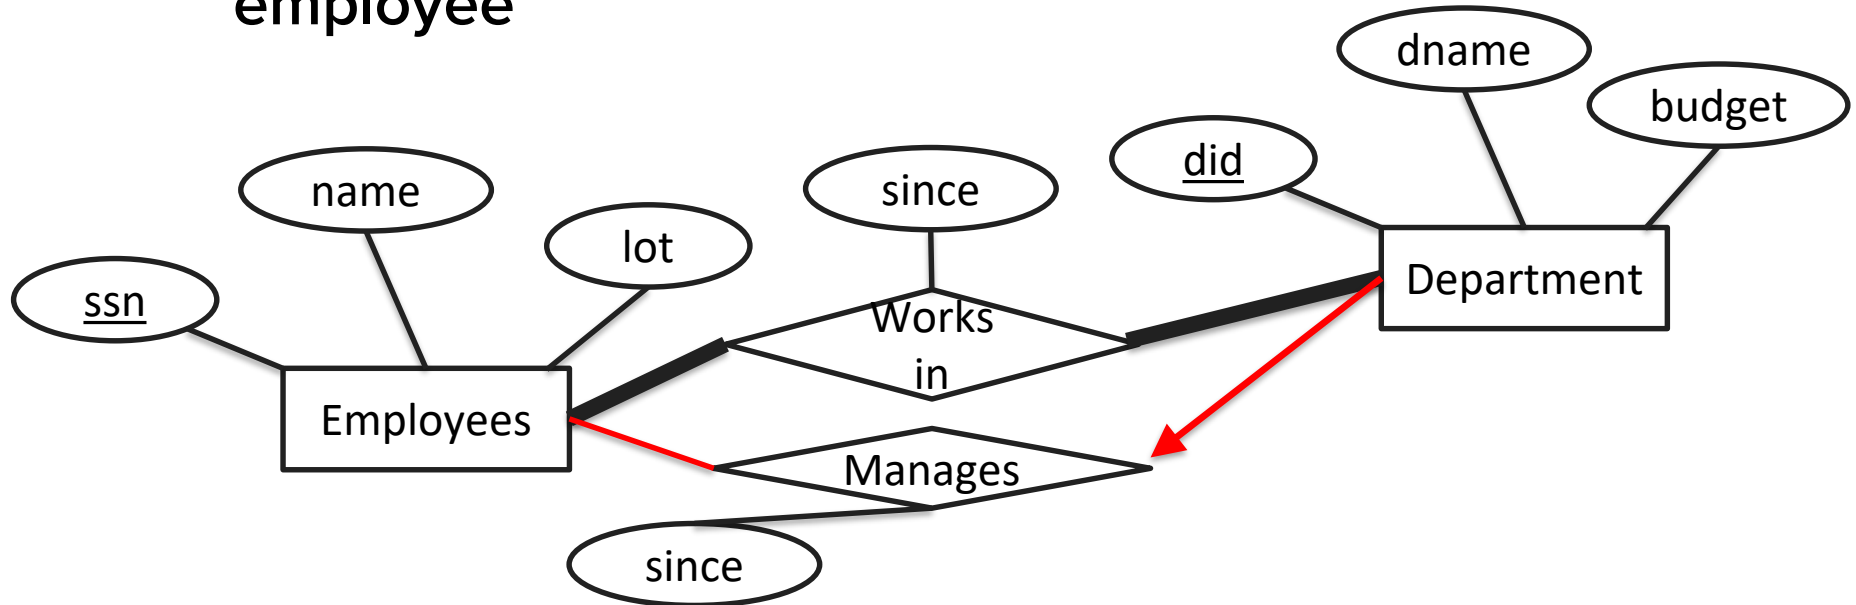 employee
dname
budget
did
name
since
lot
ssn
Department
Works
in
Employees
Manages
since